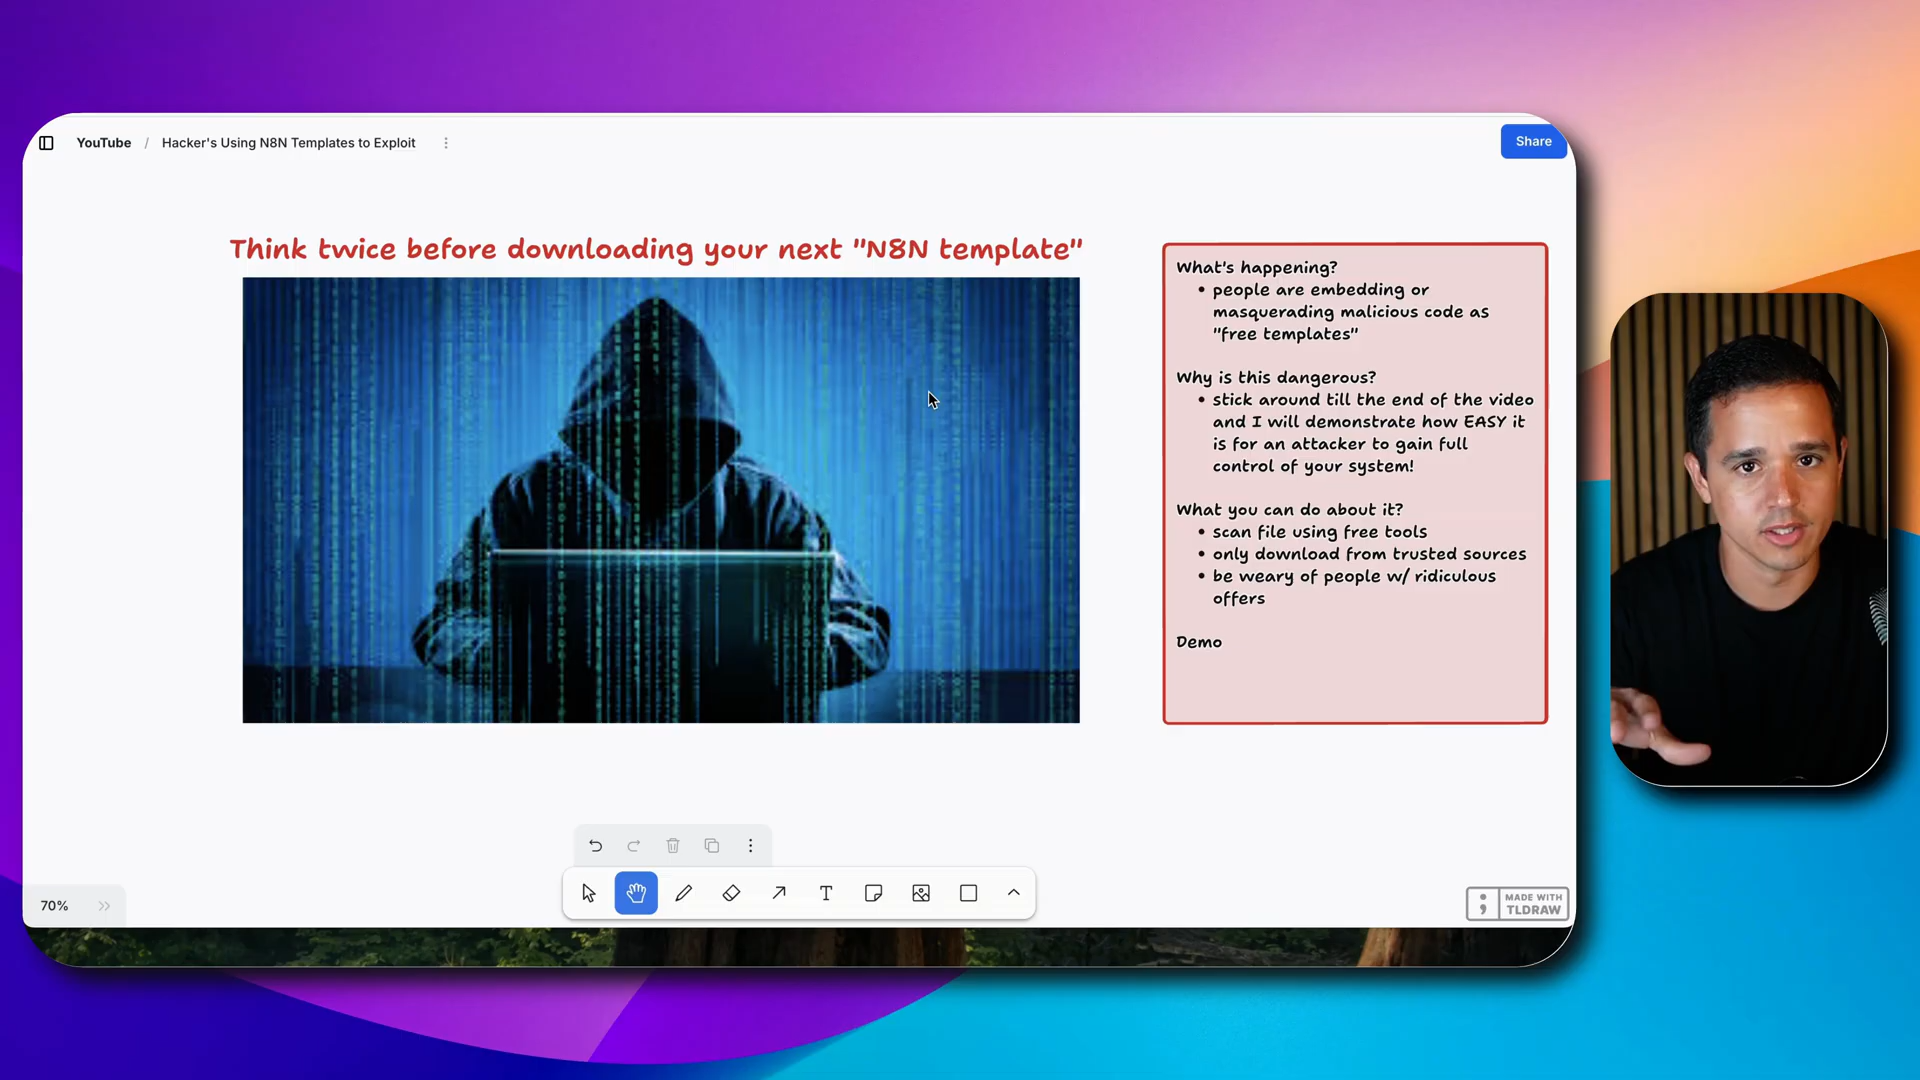 YouTube / Hacker's Using N8N Templates to Exploit
Share
Think twice before downloading your next "N8N template"
What's happening?
• people are embedding or
masquerading malicious code as
"free templates"
Why is this dangerous?
• stick around till the end of the video
and I will demonstrate how EASY it
is for an attacker to gain full
control of your system!
What you can do about it?
• scan file using free tools
• only download from trusted sources
• be weary of people w/ ridiculous
offers
Demo
70%
MADE WITH
TLDRAW